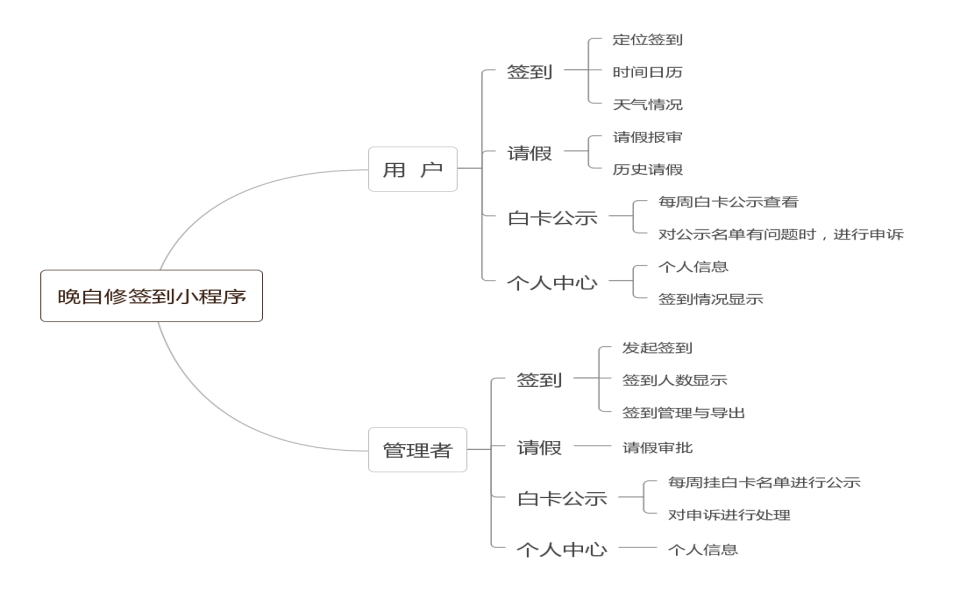 晚自修签到小程序
用 户
签到
定位签到
时间日历
天气情况
请假
请假报审
历史请假
白卡公示
每周白卡公示查看
对公示名单有问题时，进行申诉
个人中心
个人信息
签到情况显示
管理者
签到
发起签到
签到人数显示
签到管理与导出
请假
请假审批
白卡公示
每周挂白卡名单进行公示
对申诉进行处理
个人中心
个人信息